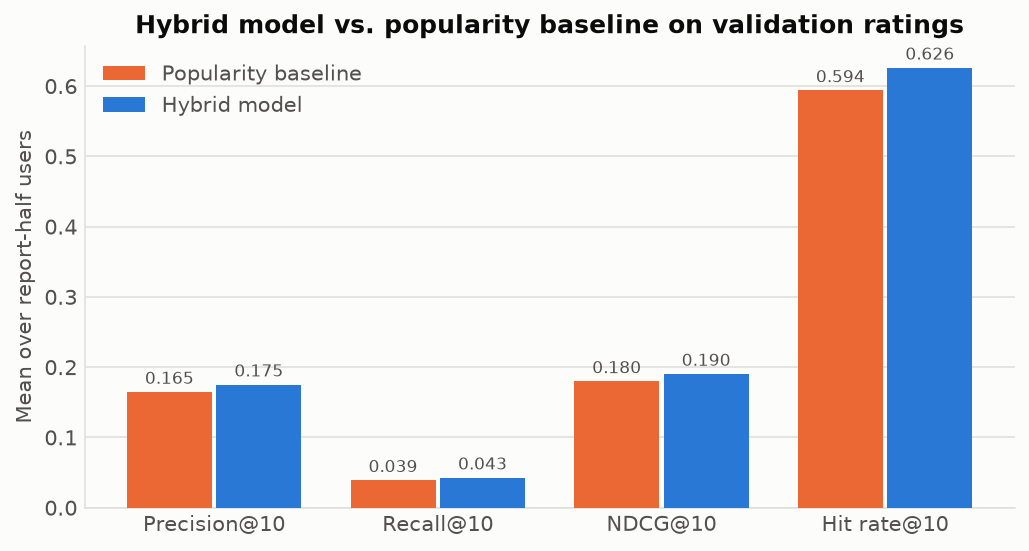 Hybrid model vs. popularity baseline on validation ratings
Popularity baseline
Hybrid model
Mean over report-half users
0.6
0.5
0.4
0.3
0.2
0.1
0.0
0.165
0.175
0.039
0.043
0.180
0.190
0.594
0.626
Precision@10
Recall@10
NDCG@10
Hit rate@10